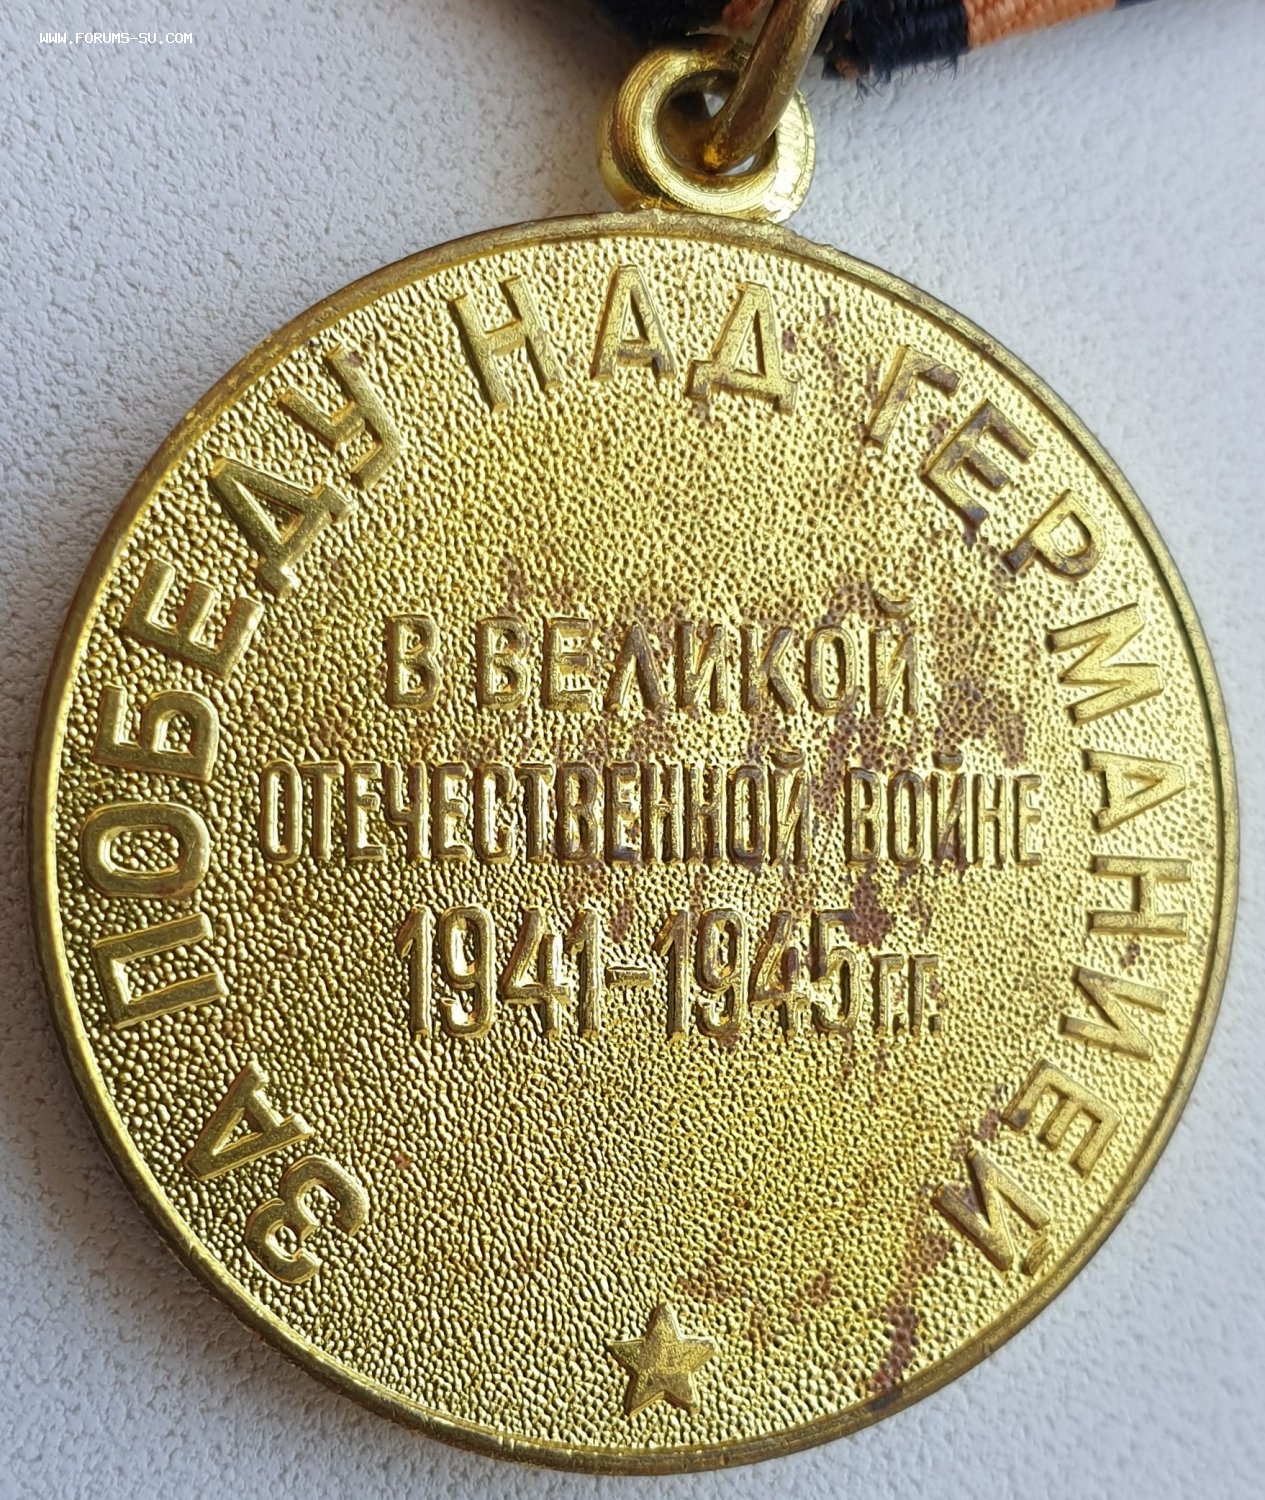 WWW.FORUMS-SU.COM
ЗА ПОБЕДУ НАД ГЕРМАНИЕЙ
В ВЕЛИКОЙ
ОТЕЧЕСТВЕННОЙ ВОЙНЕ
1941-1945 гг.